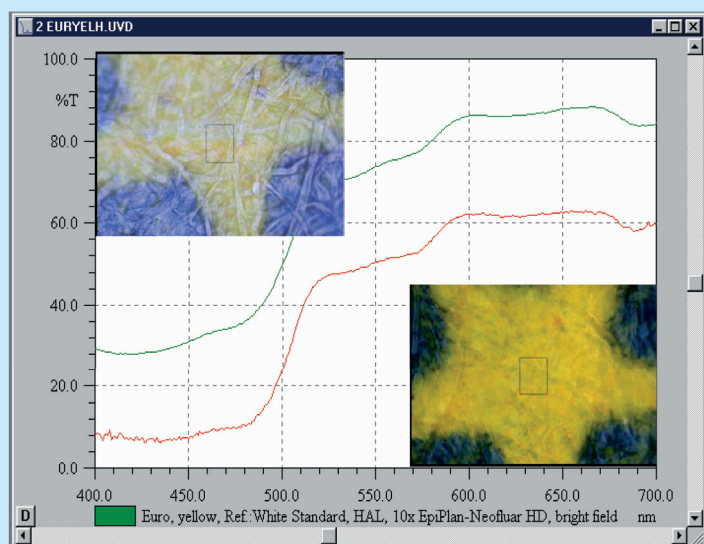 2 EURYELH.UVD
100.0
%T
80.0
60.0
40.0
20.0
0.0
400.0 450.0 500.0 550.0 600.0 650.0 700.0
D Euro, yellow, Ref.:White Standard, HAL, 10x EpiPlan-Neofluar HD, bright field nm